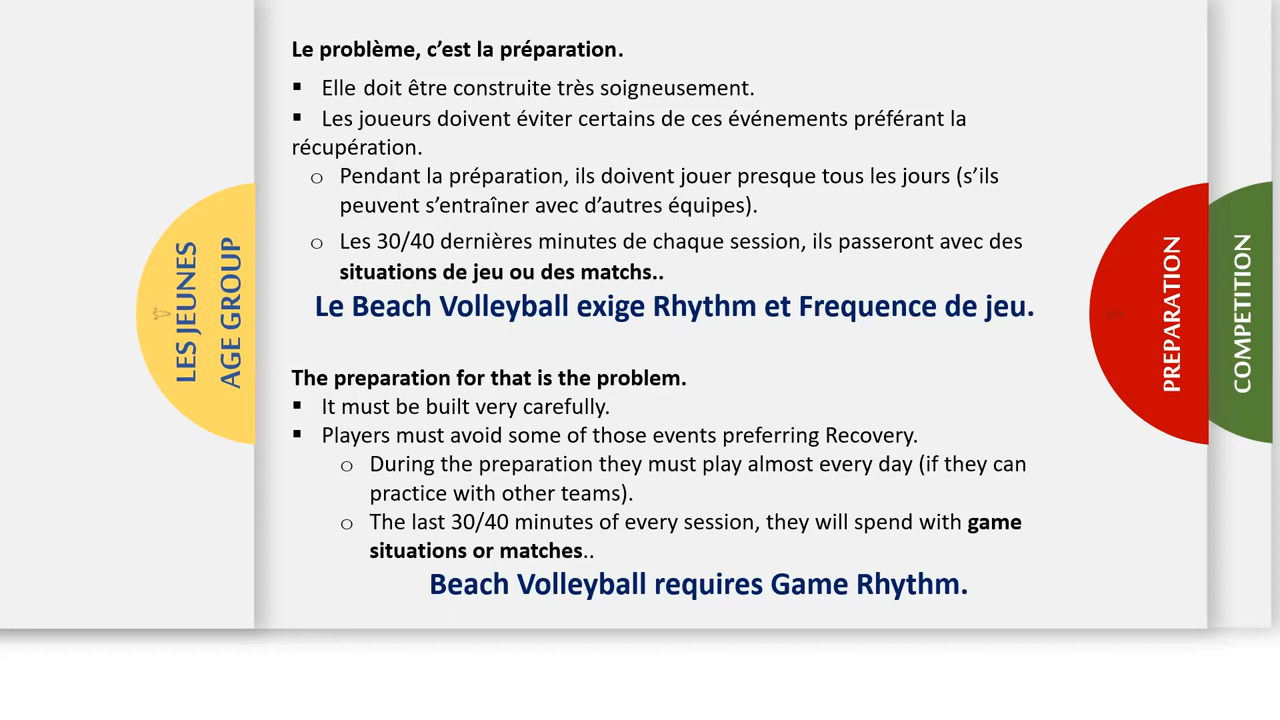 Le problème, c’est la préparation.
▪ Elle doit être construite très soigneusement.
▪ Les joueurs doivent éviter certains de ces événements préférant la
récupération.
o Pendant la préparation, ils doivent jouer presque tous les jours (s’ils
peuvent s’entraîner avec d’autres équipes).
o Les 30/40 dernières minutes de chaque session, ils passeront avec des
situations de jeu ou des matchs..
Le Beach Volleyball exige Rhythm et Frequence de jeu.
The preparation for that is the problem.
▪ It must be built very carefully.
▪ Players must avoid some of those events preferring Recovery.
o During the preparation they must play almost every day (if they can
practice with other teams).
o The last 30/40 minutes of every session, they will spend with game
situations or matches..
Beach Volleyball requires Game Rhythm.
LES JEUNES
AGE GROUP
PREPARATION
COMPETITION